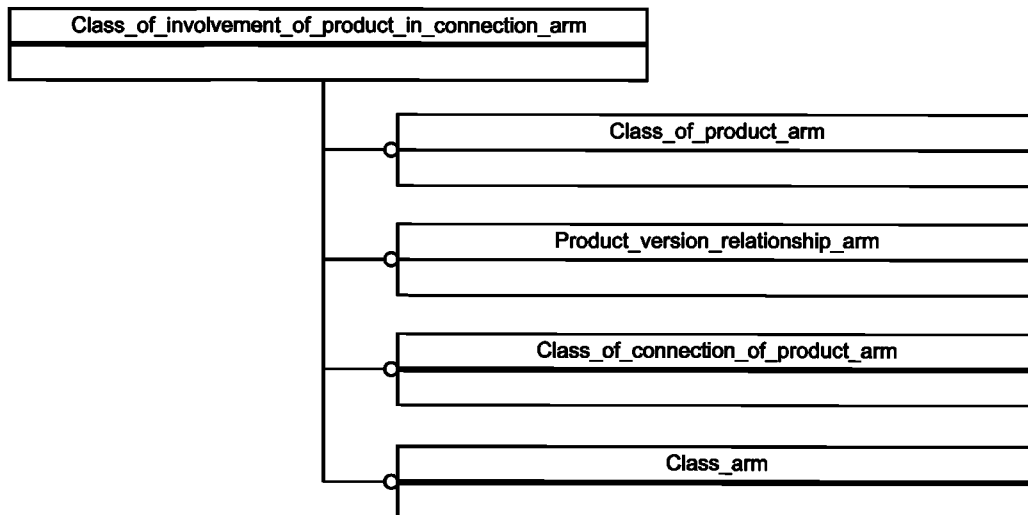 Class_of_involvement_of_product_in_connection_arm
Class_of_product_arm
Product_version_relationship_arm
Class_of_connection_of_product_arm
Class_arm